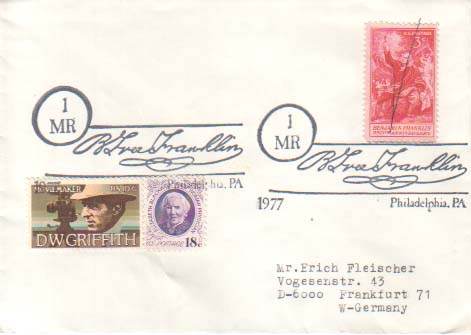 3¢
U.S. POSTAGE
BENJAMIN FRANKLIN
1
MR
B Free Franklin
Philadelphia, PA
1
MR
B Free Franklin
1977
Philadelphia, PA
MOVIEMAKER
D.W. GRIFFITH
18c
Mr.Erich Fleischer
Vogesenstr. 43
D-6000 Frankfurt 71
W-Germany